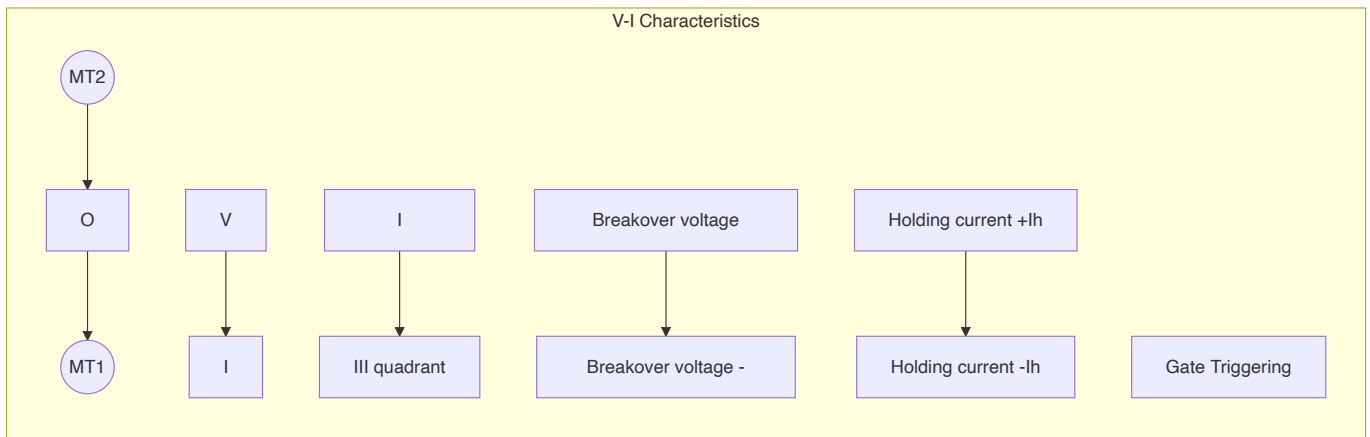 V-I Characteristics
MT2
O
V
I
Breakover voltage
Holding current +Ih
MT1
I
III quadrant
Breakover voltage -
Holding current -Ih
Gate Triggering